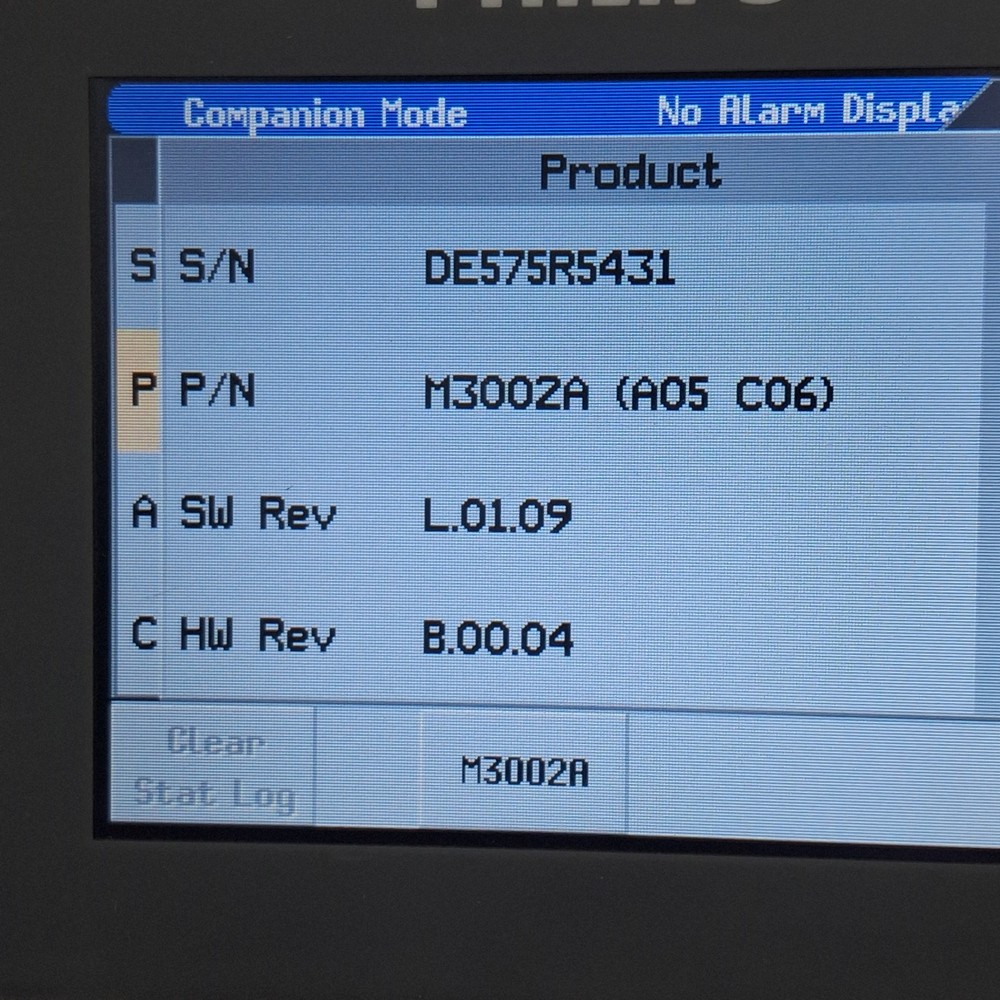 PHILIPS
Companion Mode No Alarm Displa
Product
S S/N DE575R5431
P P/N M3002A (A05 C06)
A SW Rev L.01.09
C HW Rev B.00.04
Clear
Stat Log
M3002A